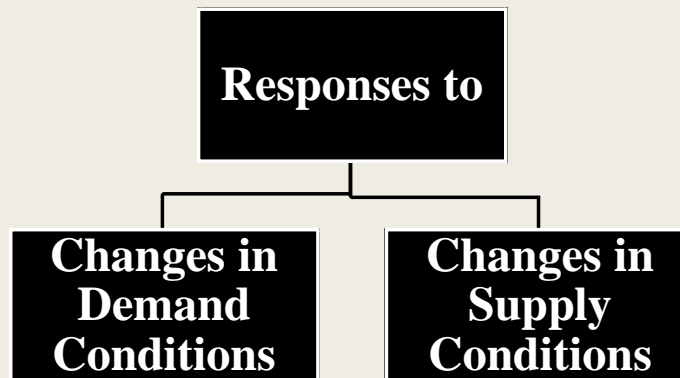 Responses to
Changes in
Demand
Conditions
Changes in
Supply
Conditions